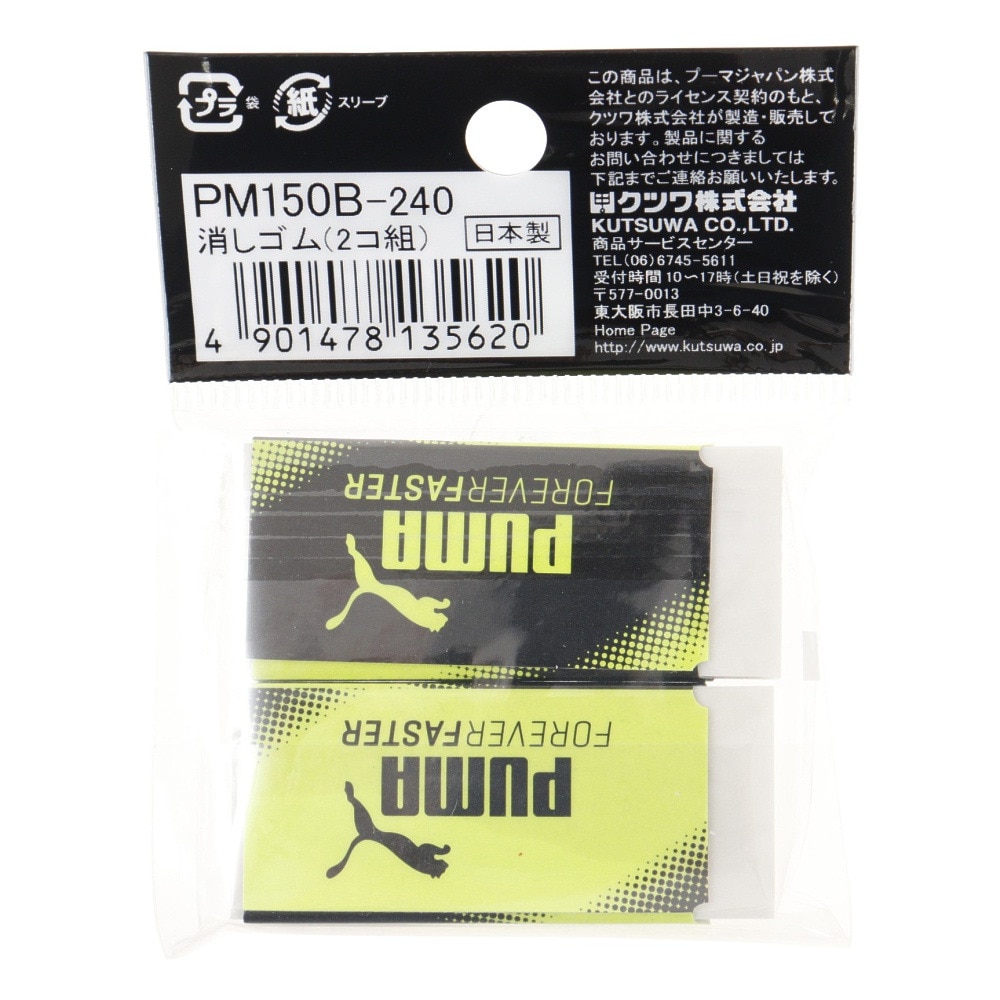 プラ 袋 紙 スリーブ
PM150B-240
消しゴム(2コ組) 日本製
4 901478 135620
この商品は、プーマジャパン株式
会社とのライセンス契約のもと、
クツワ株式会社が製造・販売して
おります。製品に関する
お問い合わせにつきましては
下記までご連絡お願いいたします。
クツワ株式会社
KUTSUWA CO.,LTD.
商品サービスセンター
TEL(06)6745-5611
受付時間10〜17時(土日祝を除く)
〒577-0013
東大阪市長田中3-6-40
Home Page
http://www.kutsuwa.co.jp
FOREVER FASTER
PUMA
FOREVER FASTER
PUMA